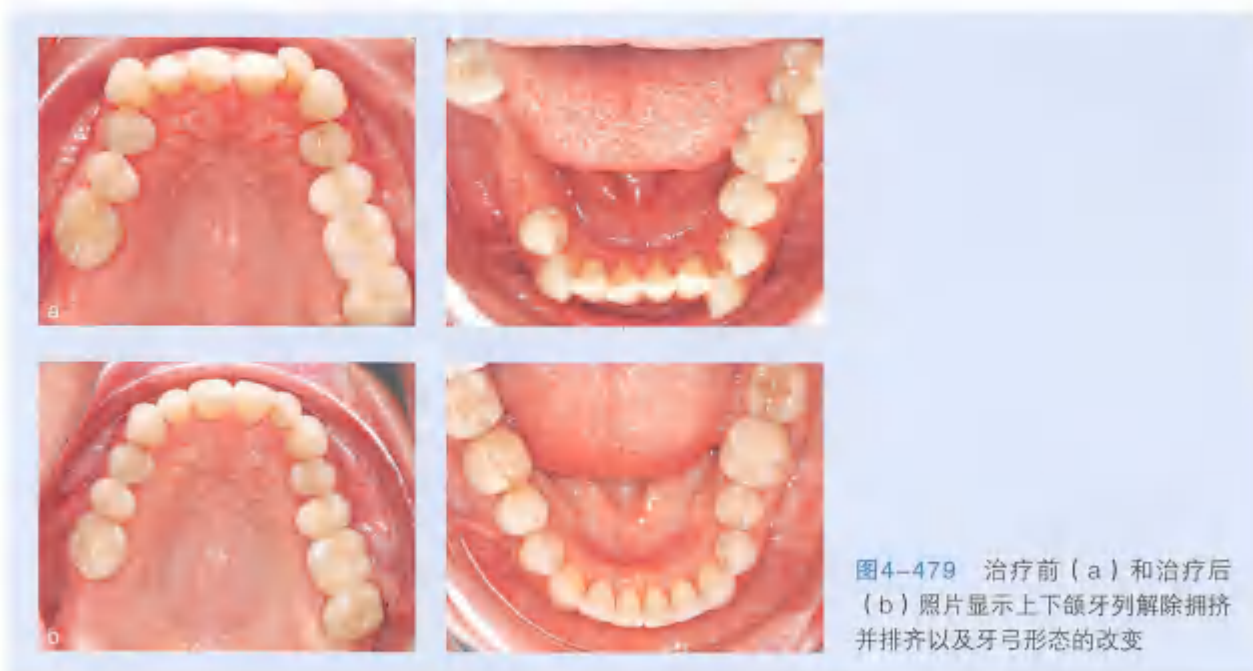 a
b
图4-479 治疗前（a）和治疗后
（b）照片显示上下颌牙列解除拥挤
并排齐以及牙弓形态的改变